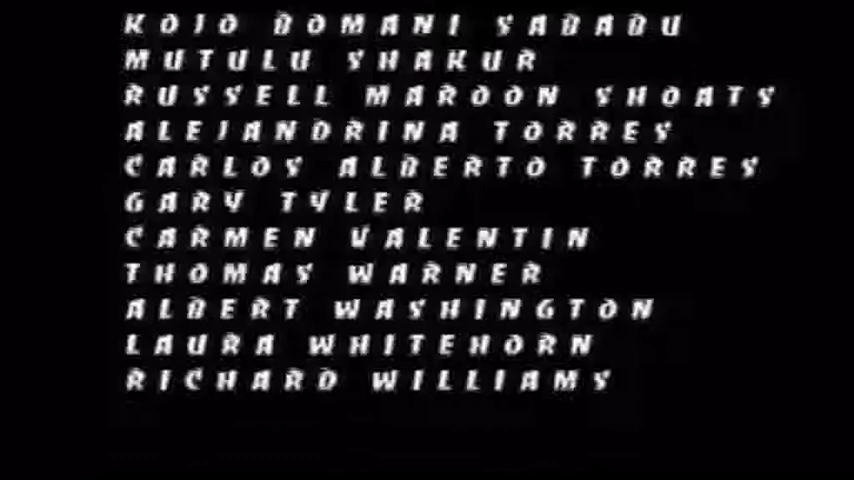 KOJO BOMANI SABABU
MUTULU SHAKUR
RUSSELL MAROON SHOATS
ALEJANDRINA TORRES
CARLOS ALBERTO TORRES
GARY TYLER
CARMEN VALENTIN
THOMAS WARNER
ALBERT WASHINGTON
LAURA WHITEHORN
RICHARD WILLIAMS